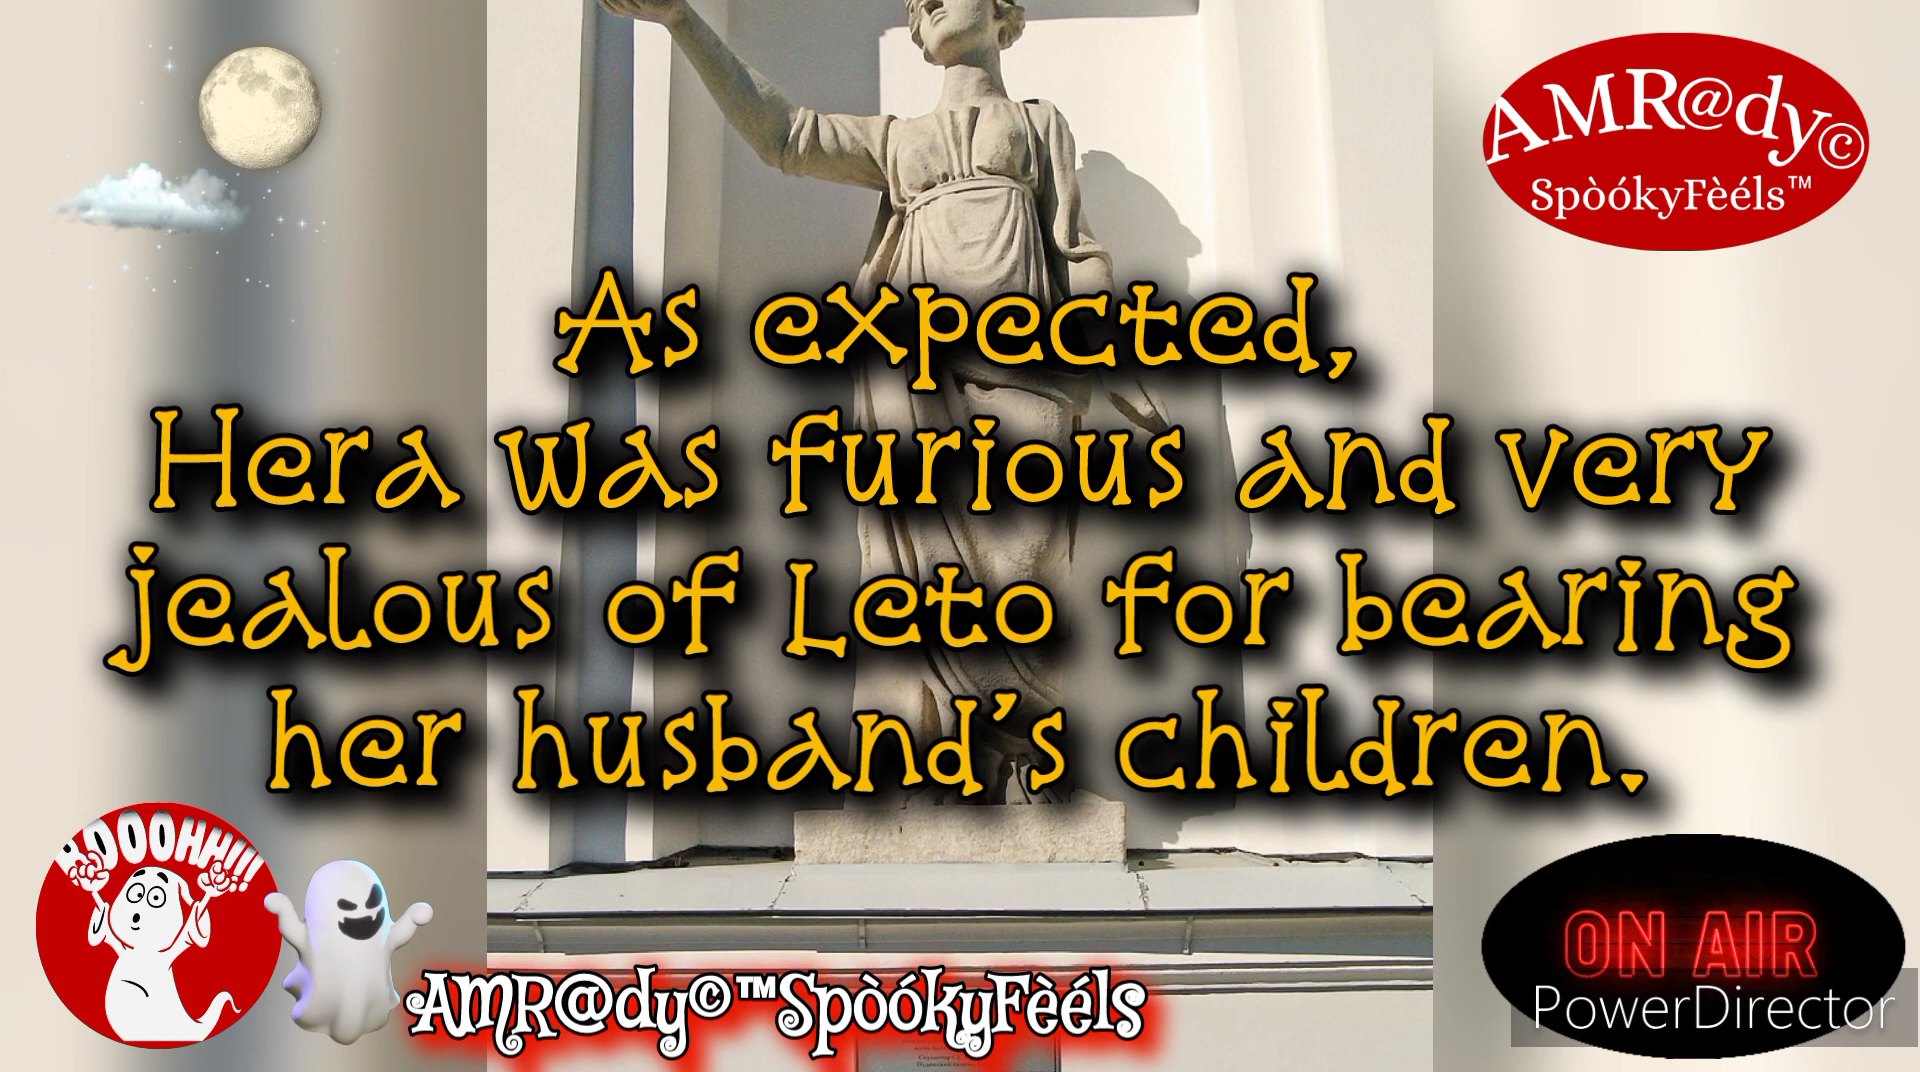 AMR@dy©
SpòókyFèéls™
As expected,
Hera was furious and very
jealous of Leto for bearing
her husband's children.
BOOOHH!!!
ON AIR
PowerDirector
AMR@dy©™SpòókyFèéls